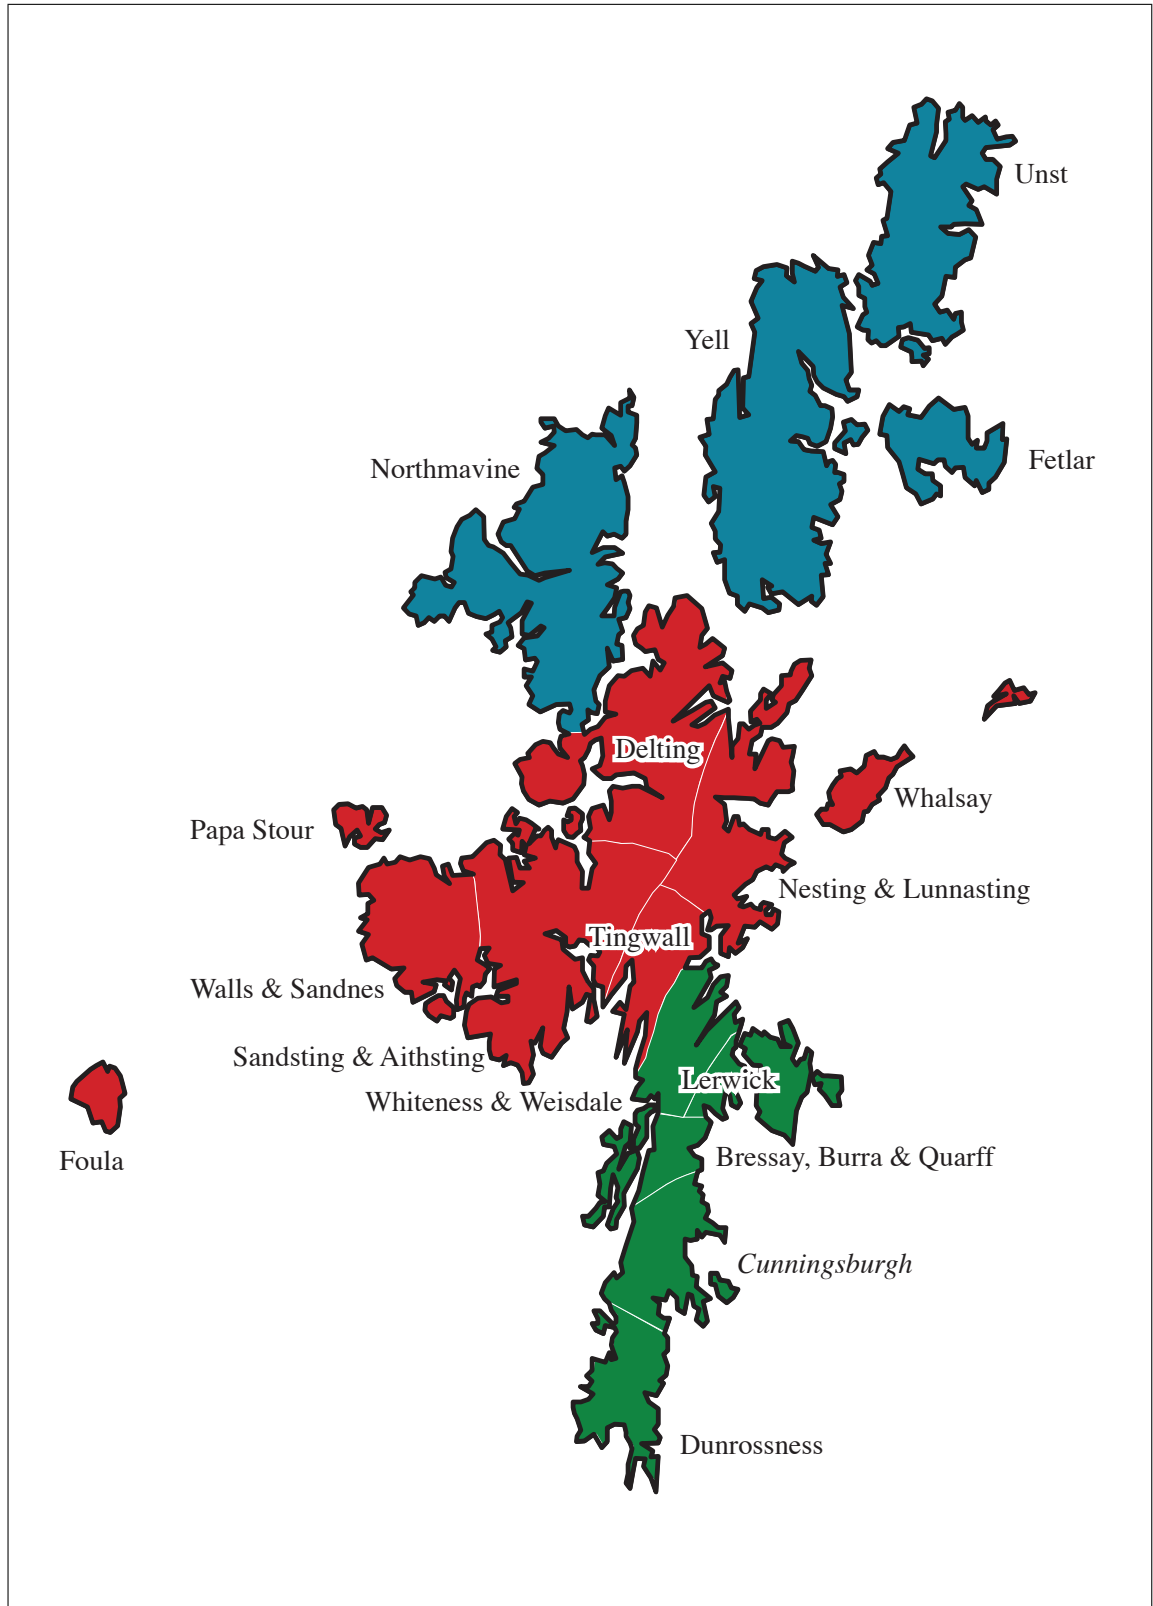 Unst
Yell
Fetlar
Northmavine
Delting
Whalsay
Papa Stour
Nesting & Lunnasting
Tingwall
Walls & Sandnes
Sandsting & Aithsting
Lerwick
Whiteness & Weisdale
Foula
Bressay, Burra & Quarff
Cunningsburgh
Dunrossness